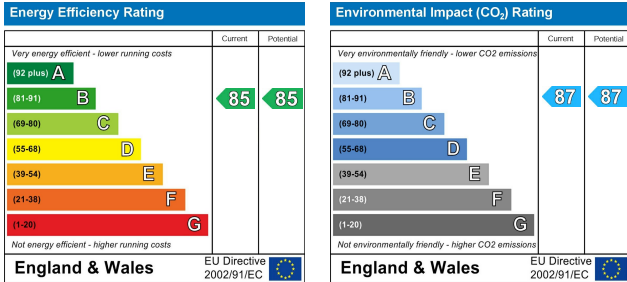 Energy Efficiency Rating
Current Potential
Very energy efficient - lower running costs
(92 plus) A
(81-91) B
85 85
(69-80) C
(55-68) D
(39-54) E
(21-38) F
(1-20) G
Not energy efficient - higher running costs
England & Wales
EU Directive
2002/91/EC
Environmental Impact (CO₂) Rating
Current Potential
Very environmentally friendly - lower CO2 emissions
(92 plus) A
(81-91) B
87 87
(69-80) C
(55-68) D
(39-54) E
(21-38) F
(1-20) G
Not environmentally friendly - higher CO2 emissions
England & Wales
EU Directive
2002/91/EC